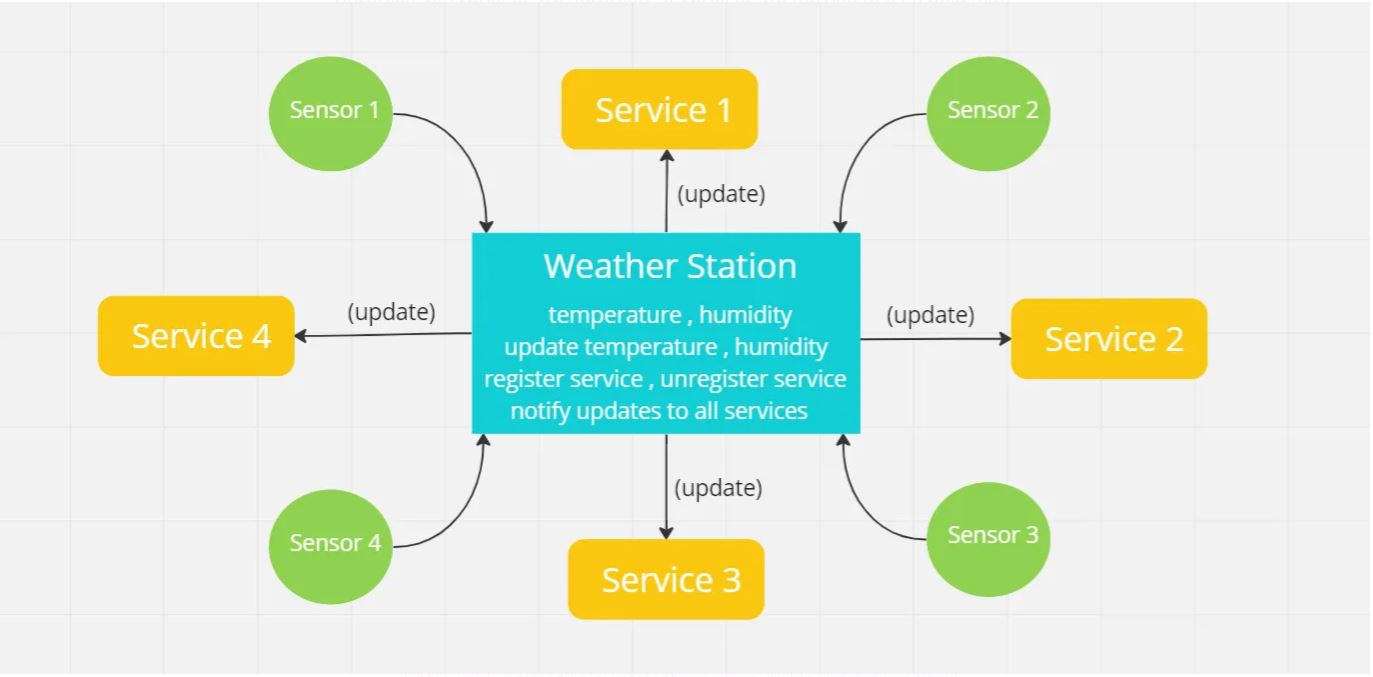 Sensor 1
Service 1
Sensor 2
(update)
Weather Station
temperature , humidity
update temperature , humidity
register service , unregister service
notify updates to all services
(update)
Service 4
(update)
Service 2
(update)
Sensor 4
Service 3
Sensor 3